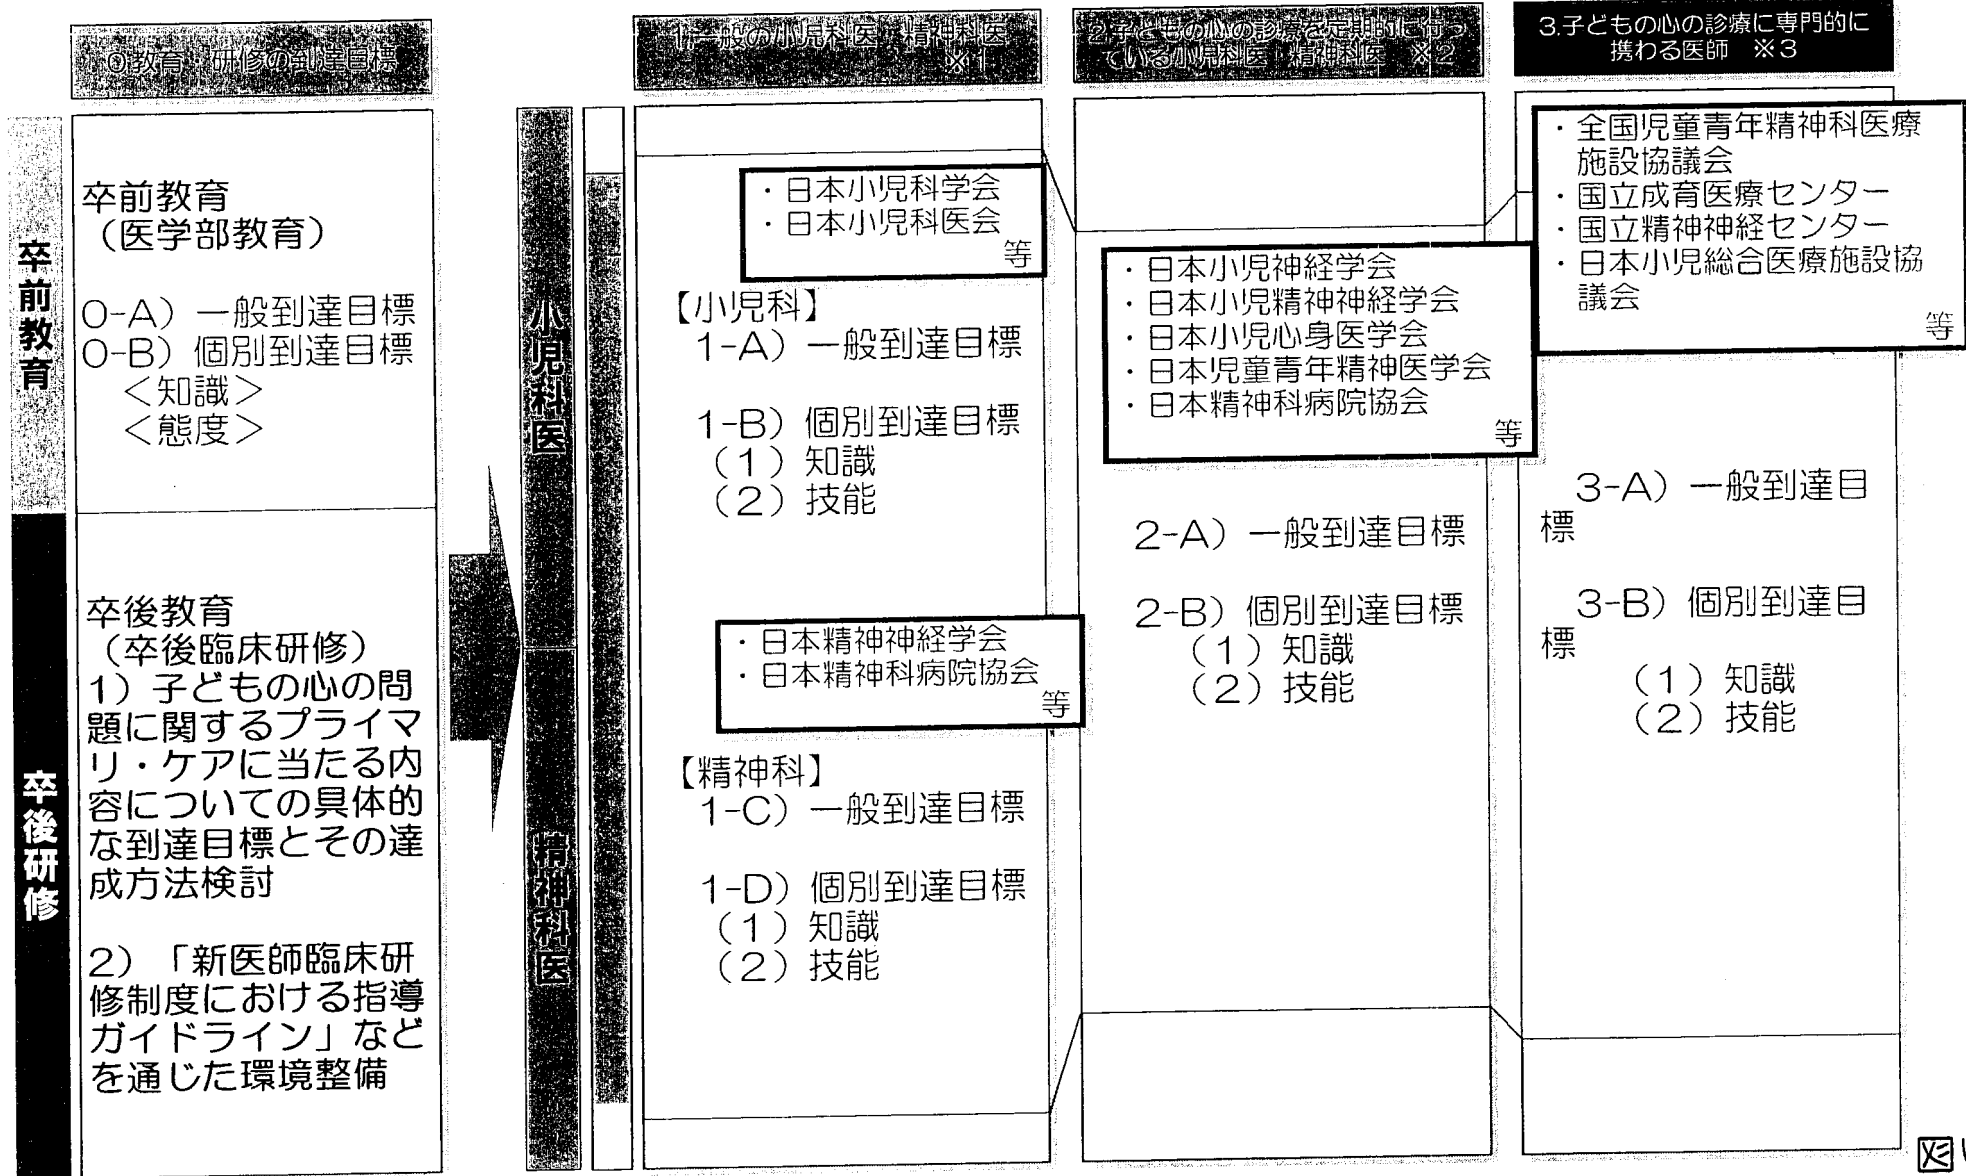 0.教育・研修の到達目標
1.一般の小児科医・精神科医
※1
2.子どもの心の診療を定期的に行っ
ている小児科医・精神科医 ※2
3.子どもの心の診療に専門的に
携わる医師 ※3
卒前教育
卒後研修
卒前教育
（医学部教育）
0-A）一般到達目標
0-B）個別到達目標
＜知識＞
＜態度＞
卒後教育
（卒後臨床研修）
1）子どもの心の問
題に関するプライマ
リ・ケアに当たる内
容についての具体的
な到達目標とその達
成方法検討
2）「新医師臨床研
修制度における指導
ガイドライン」など
を通じた環境整備
小児科医
精神科医
・日本小児科学会
・日本小児科医会
等
【小児科】
1-A）一般到達目標
1-B）個別到達目標
（1）知識
（2）技能
・日本精神神経学会
・日本精神科病院協会
等
【精神科】
1-C）一般到達目標
1-D）個別到達目標
（1）知識
（2）技能
・日本小児神経学会
・日本小児精神神経学会
・日本小児心身医学会
・日本児童青年精神医学会
・日本精神科病院協会
等
2-A）一般到達目標
2-B）個別到達目標
（1）知識
（2）技能
・全国児童青年精神科医療
施設協議会
・国立成育医療センター
・国立精神神経センター
・日本小児総合医療施設協
議会
等
3-A）一般到達目
標
3-B）個別到達目
標
（1）知識
（2）技能
図